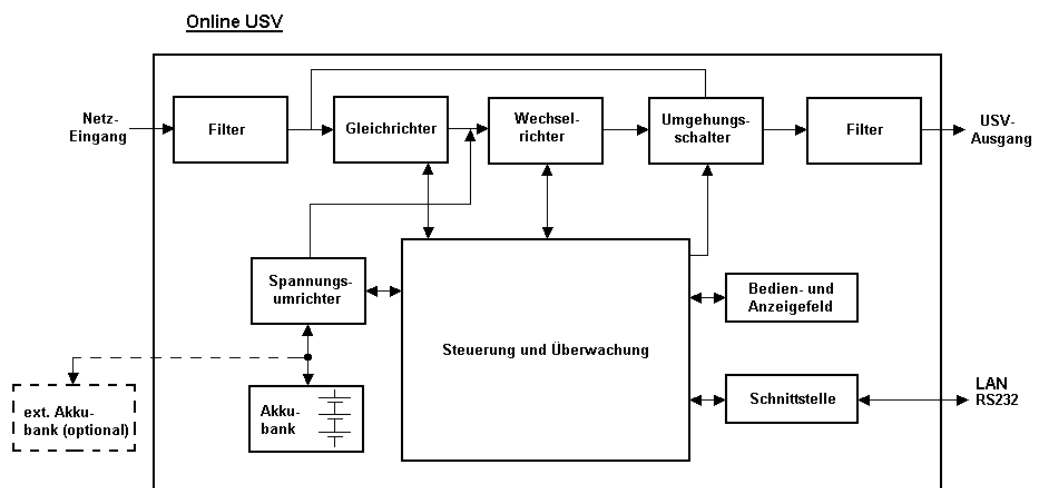 Online USV
Netz-
Eingang
Filter
Gleichrichter
Wechsel-
richter
Umgehungs-
schalter
Filter
USV-
Ausgang
Spannungs-
umrichter
Steuerung und Überwachung
Bedien- und
Anzeigefeld
ext. Akku-
bank (optional)
Akku-
bank
Schnittstelle
LAN
RS232